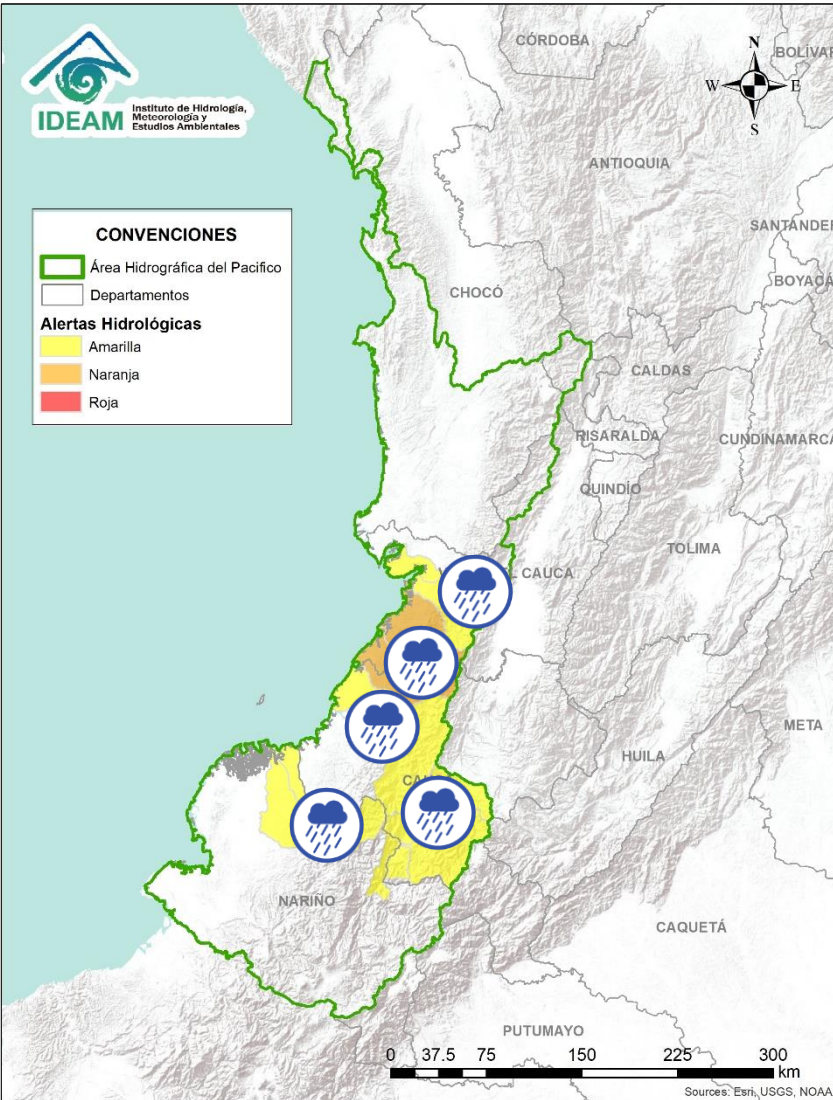 IDEAM
Instituto de Hidrología,
Meteorología y
Estudios Ambientales
CÓRDOBA
BOLÍVAR
N
W
E
S
ANTIOQUIA
SANTANDER
CONVENCIONES
Área Hidrográfica del Pacifico
Departamentos
Alertas Hidrológicas
Amarilla
Naranja
Roja
BOYACÁ
CHOCÓ
CALDAS
RISARALDA
CUNDINAMARCA
QUINDÍO
TOLIMA
CAUCA
META
HUILA
NARIÑO
CAQUETÁ
PUTUMAYO
0 37.5 75 150 225 300
km
Sources: Esri, USGS, NOAA